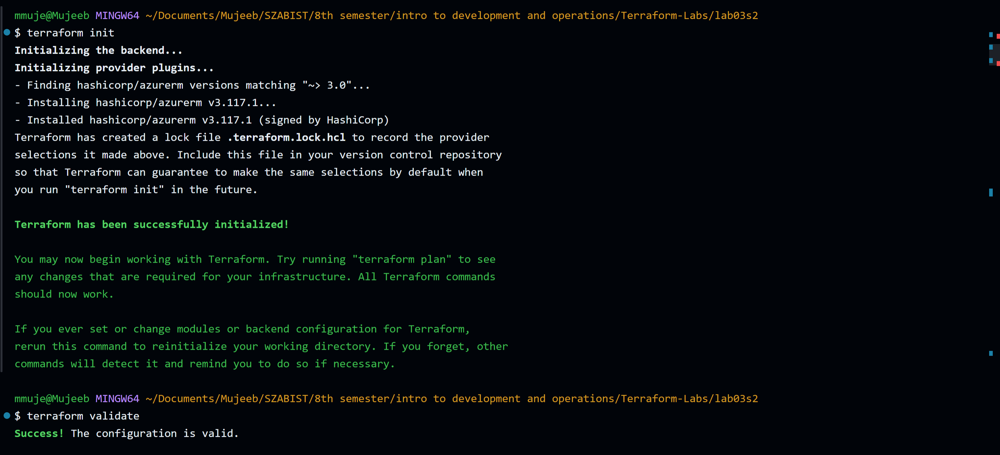 mmuje@Mujeeb MINGW64 ~/Documents/Mujeeb/SZABIST/8th semester/intro to development and operations/Terraform-Labs/lab03s2
$ terraform init
Initializing the backend...
Initializing provider plugins...
- Finding hashicorp/azurerm versions matching "~> 3.0"...
- Installing hashicorp/azurerm v3.117.1...
- Installed hashicorp/azurerm v3.117.1 (signed by HashiCorp)
Terraform has created a lock file .terraform.lock.hcl to record the provider
selections it made above. Include this file in your version control repository
so that Terraform can guarantee to make the same selections by default when
you run "terraform init" in the future.
Terraform has been successfully initialized!
You may now begin working with Terraform. Try running "terraform plan" to see
any changes that are required for your infrastructure. All Terraform commands
should now work.
If you ever set or change modules or backend configuration for Terraform,
rerun this command to reinitialize your working directory. If you forget, other
commands will detect it and remind you to do so if necessary.
mmuje@Mujeeb MINGW64 ~/Documents/Mujeeb/SZABIST/8th semester/intro to development and operations/Terraform-Labs/lab03s2
$ terraform validate
Success! The configuration is valid.